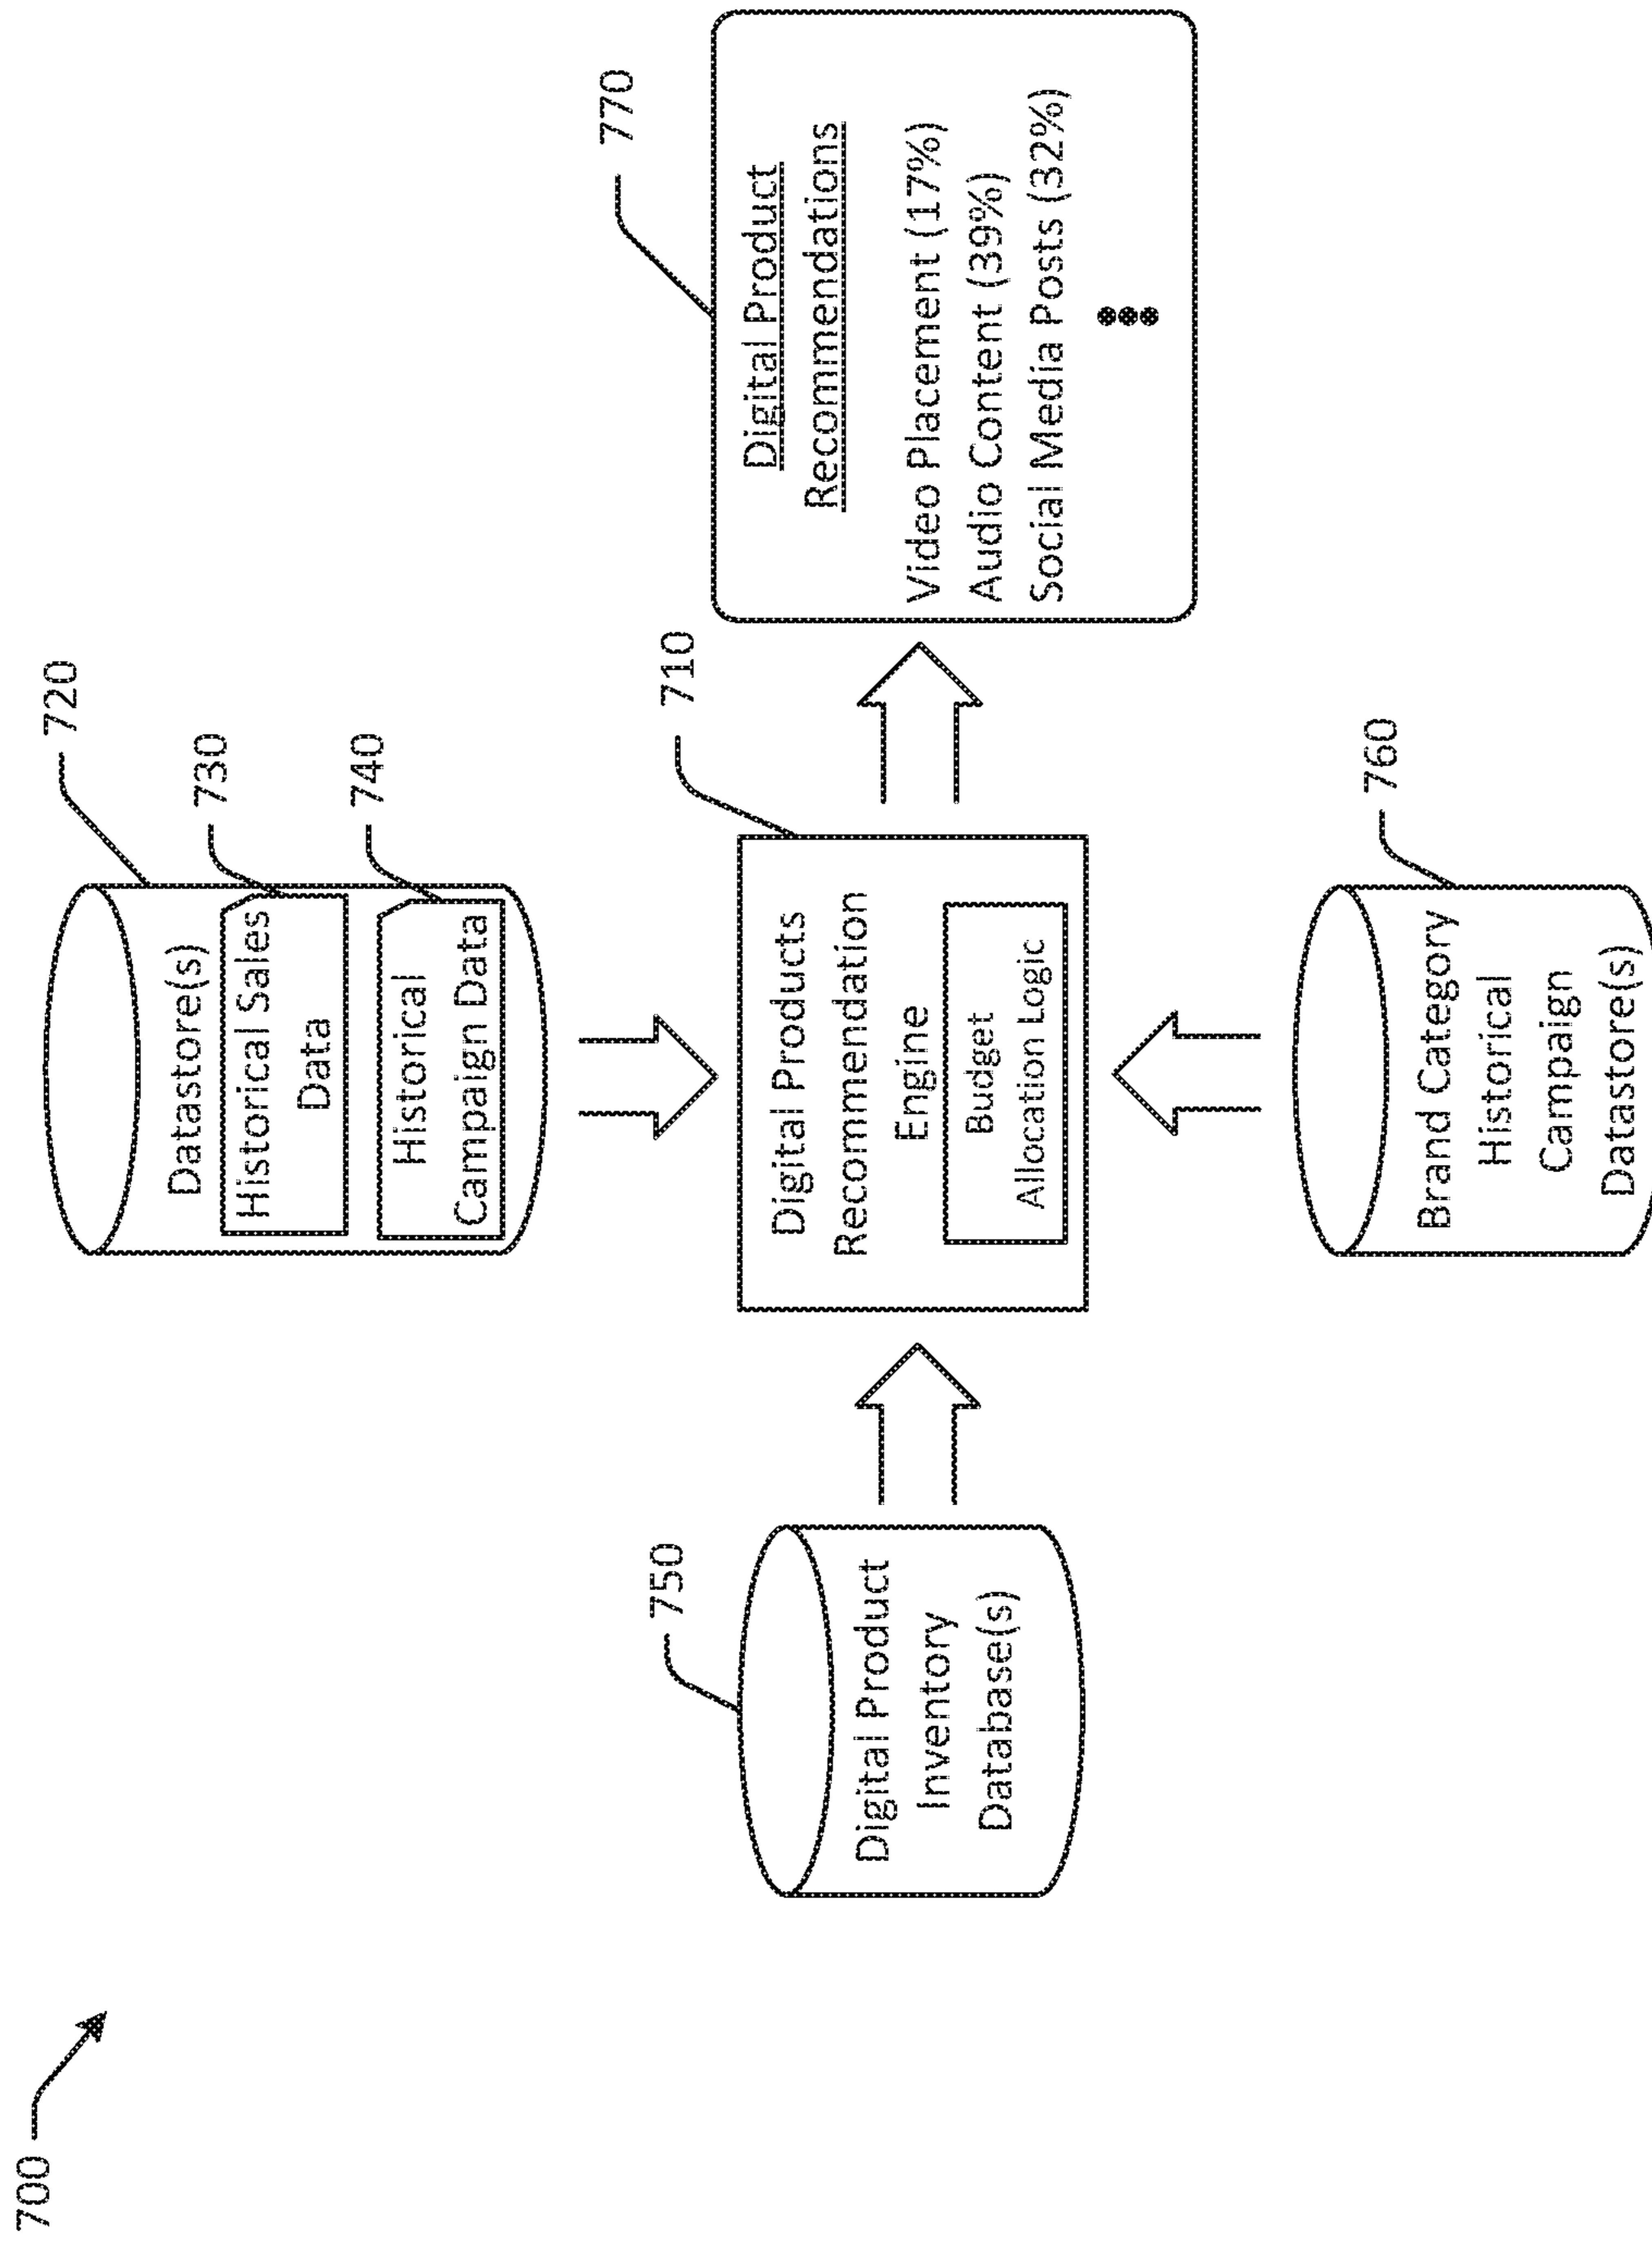 700
720
Datastore(s)
730
Historical Sales
Data
740
Historical
Campaign Data
750
Digital Product
Inventory
Database(s)
710
Digital Products
Recommendation
Engine
Budget
Allocation Logic
770
Digital Product
Recommendations
Video Placement (17%)
Audio Content (39%)
Social Media Posts (32%)
760
Brand Category
Historical
Campaign
Datastore(s)